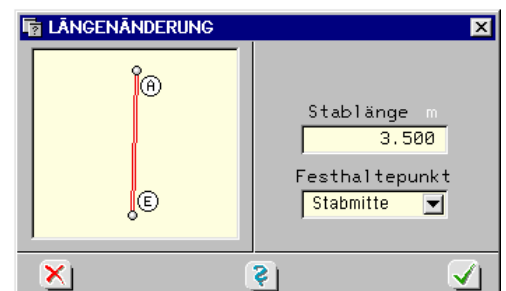 LÄNGENÄNDERUNG
A
E
Stablänge m
3.500
Festhaltepunkt
Stabmitte